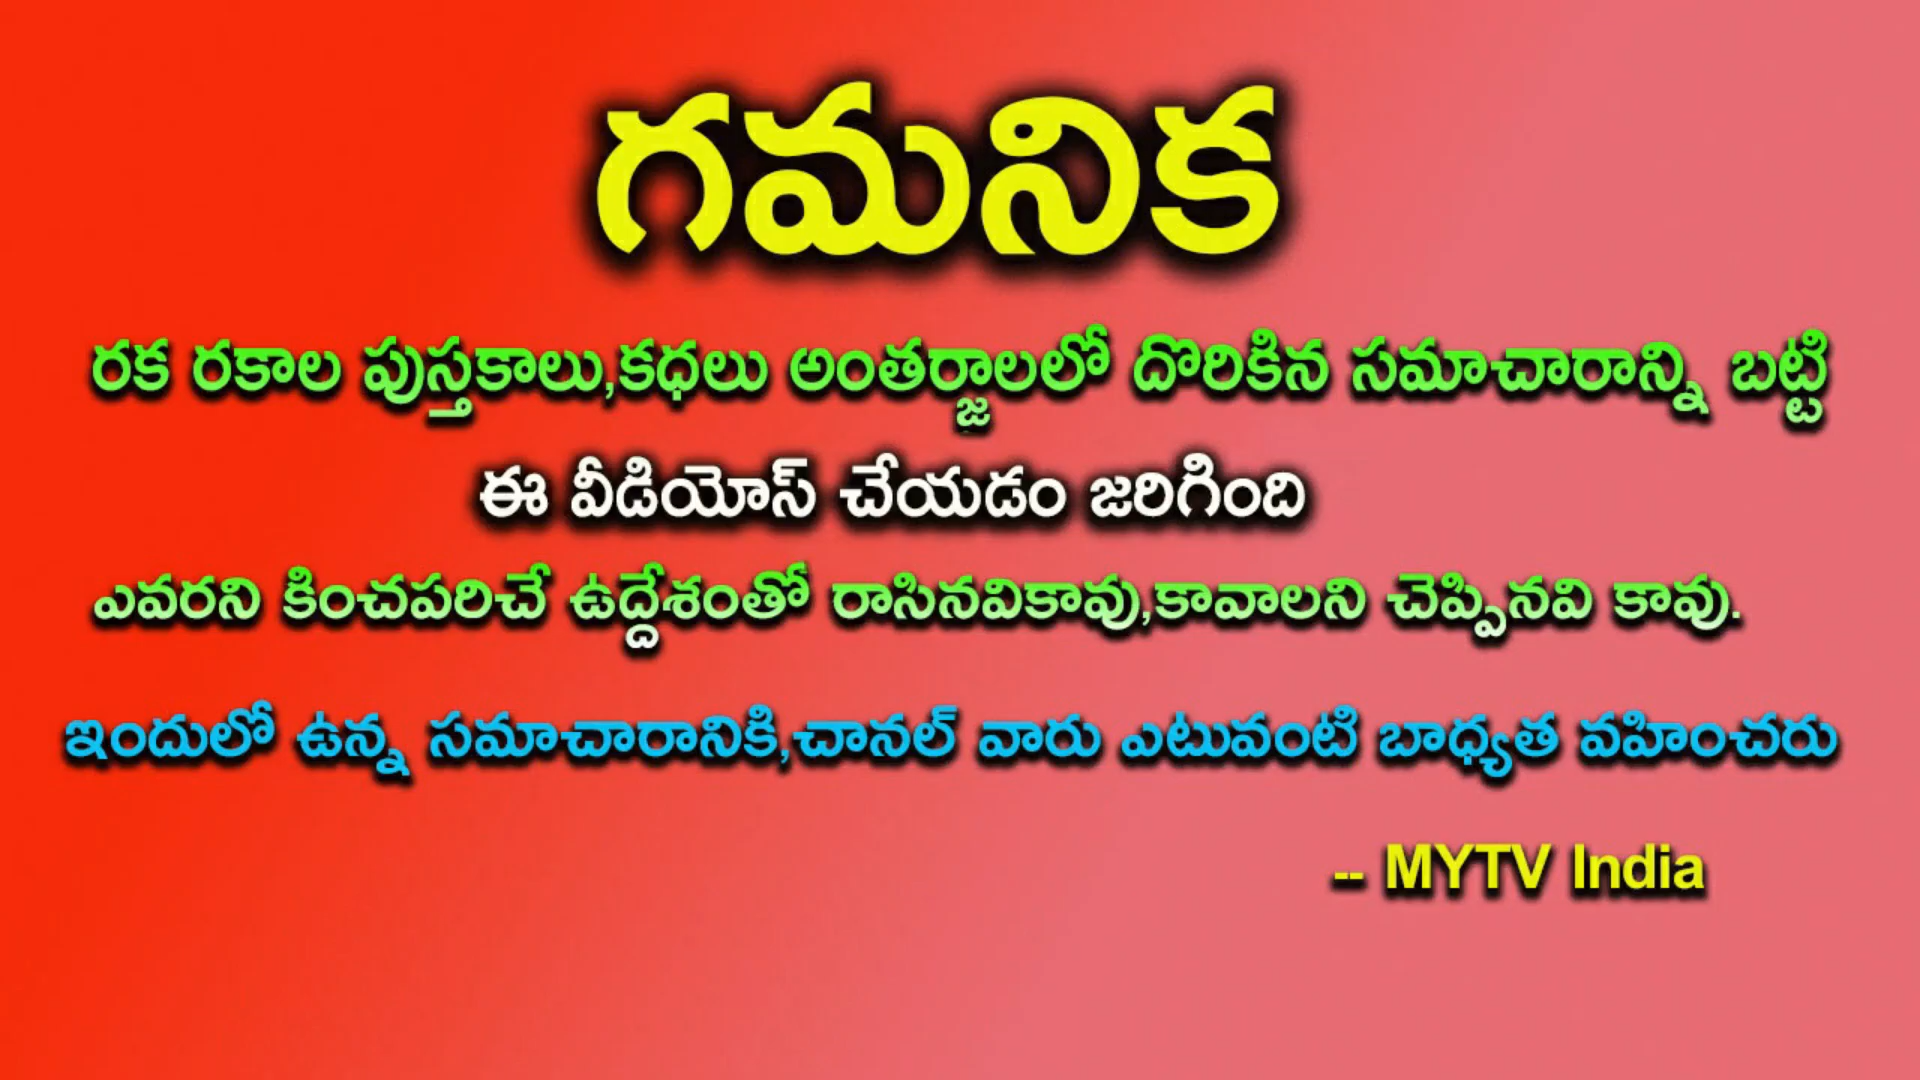 గమనిక
రక రకాల పుస్తకాలు,కధలు అంతర్జాలలో దొరికిన సమాచారాన్ని బట్టి
ఈ వీడియోస్ చేయడం జరిగింది
ఎవరని కించపరిచే ఉద్దేశంతో రాసినవికావు,కావాలని చెప్పినవి కావు.
ఇందులో ఉన్న సమాచారానికి,చానల్ వారు ఎటువంటి బాధ్యత వహించరు
-- MYTV India